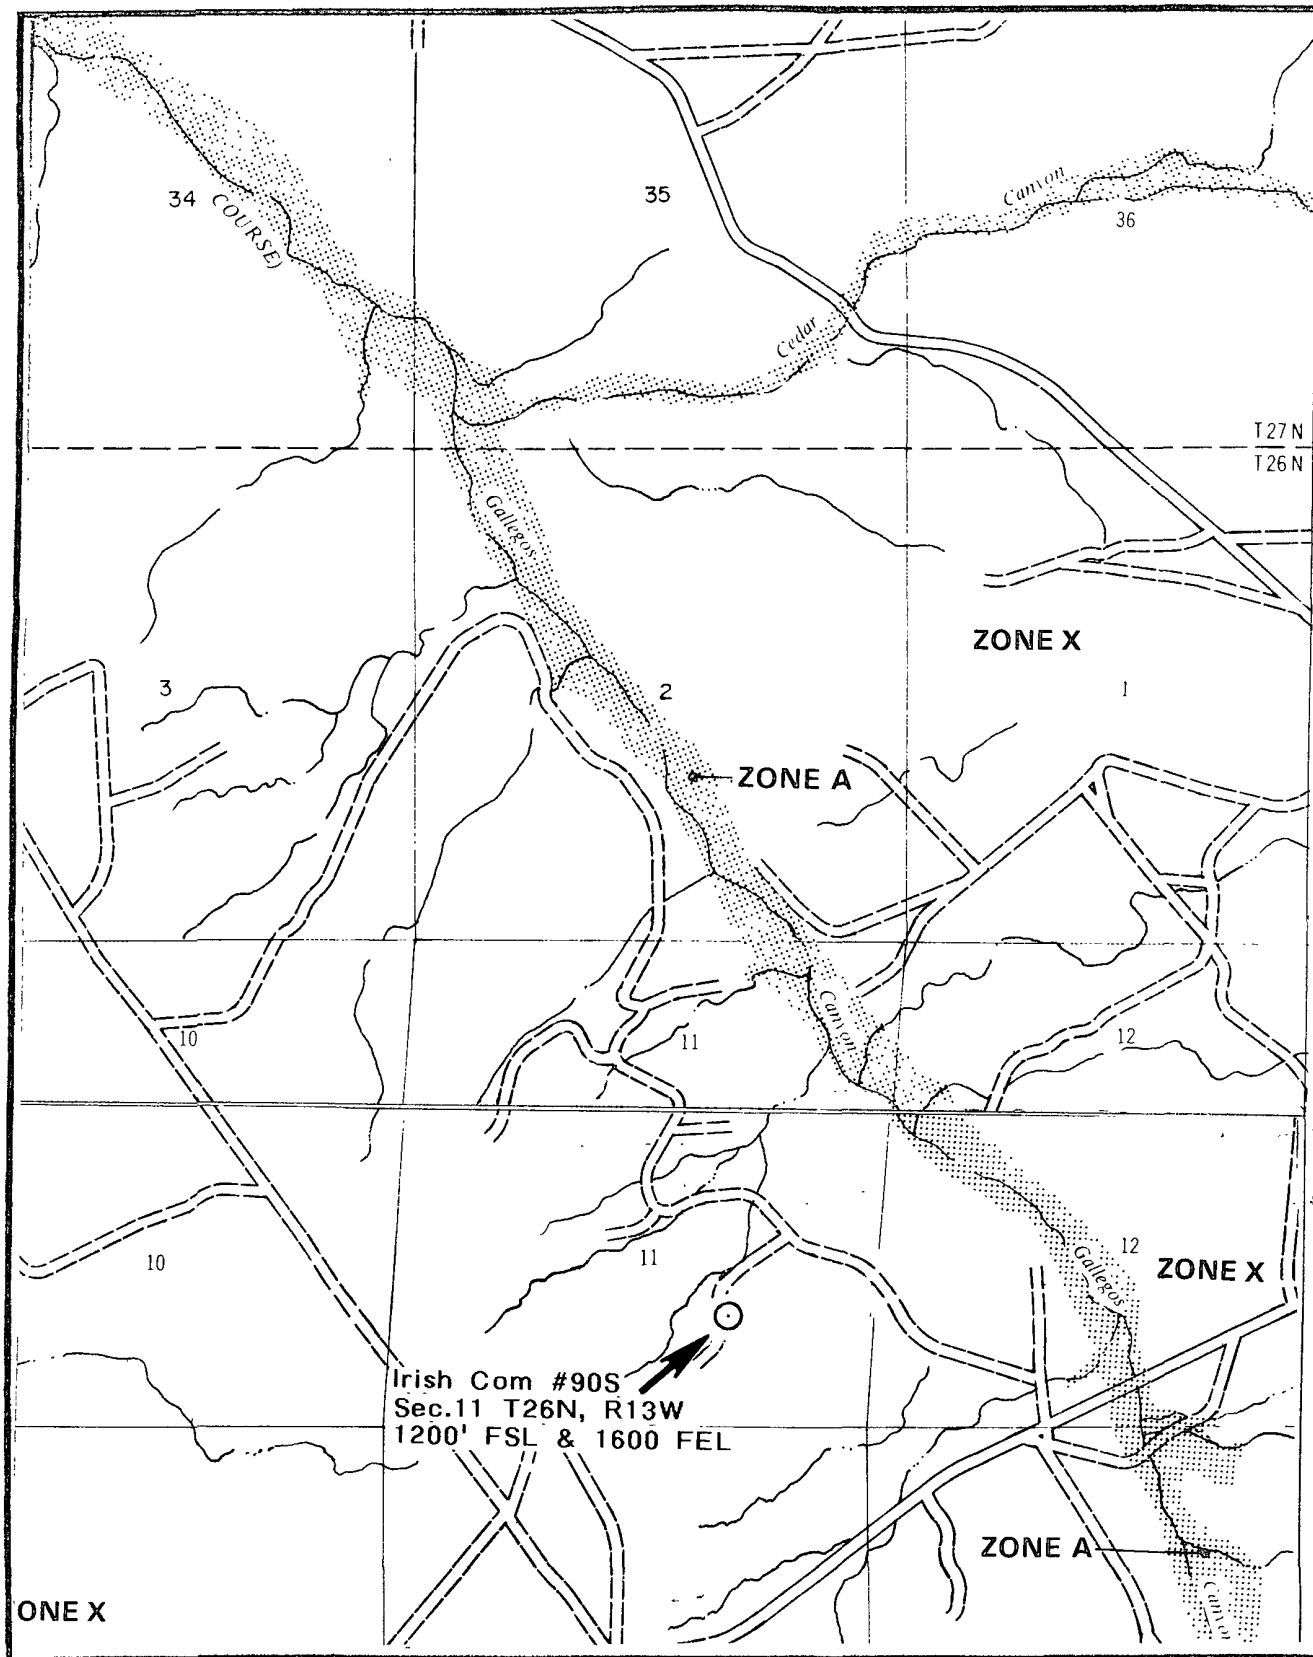 34
COURSE)
35
Canyon
36
Cedar
T27N
T26N
Gallegos
ZONE X
3
2
1
ZONE A
Canyon
10
11
12
10
11
12
Gallegos
ZONE X
Irish Com #90S
Sec.11 T26N, R13W
1200' FSL & 1600 FEL
ZONE A
Canyon
ONE X